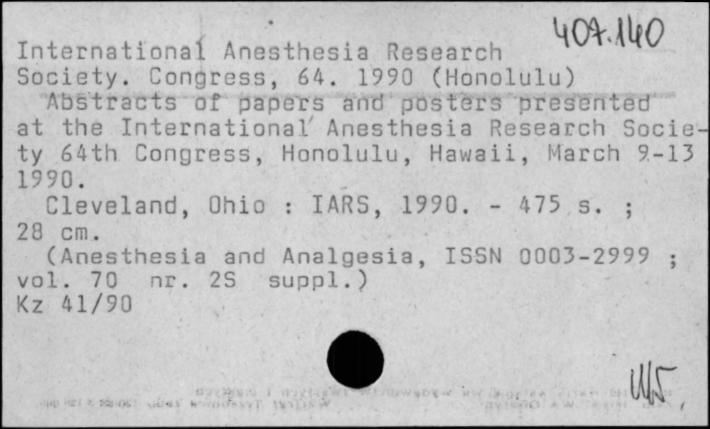 407.140
International Anesthesia Research
Society. Congress, 64. 1990 (Honolulu)
Abstracts of papers and posters presented
at the International Anesthesia Research Socie-
ty 64th Congress, Honolulu, Hawaii, March 9-13
1990.
Cleveland, Ohio : IARS, 1990. - 475 s. ;
28 cm.
(Anesthesia and Analgesia, ISSN 0003-2999 ;
vol. 70 nr. 2S suppl.)
Kz 41/90